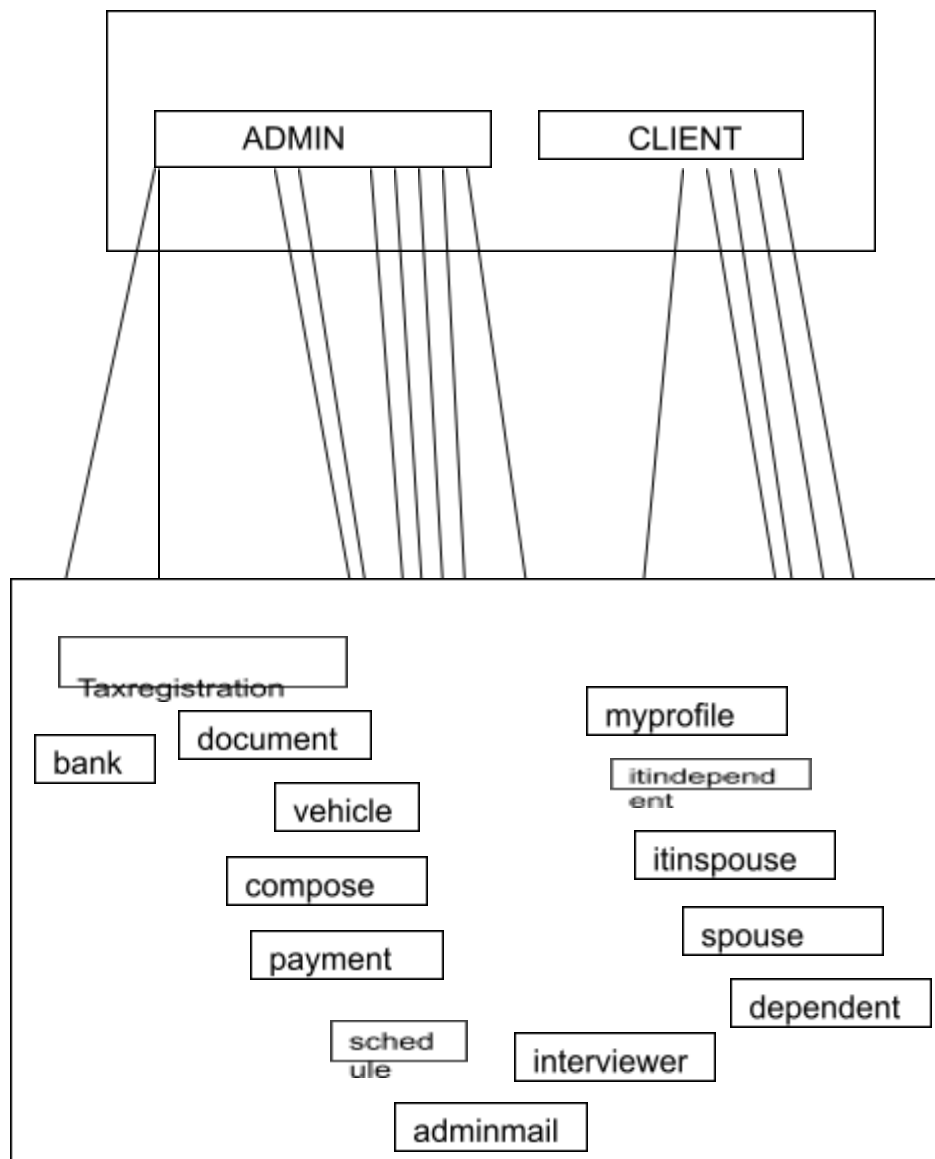 ADMIN
CLIENT
Taxregistration
myprofile
document
bank
itindepend
ent
vehicle
itinspouse
compose
spouse
payment
dependent
sched
ule
interviewer
adminmail